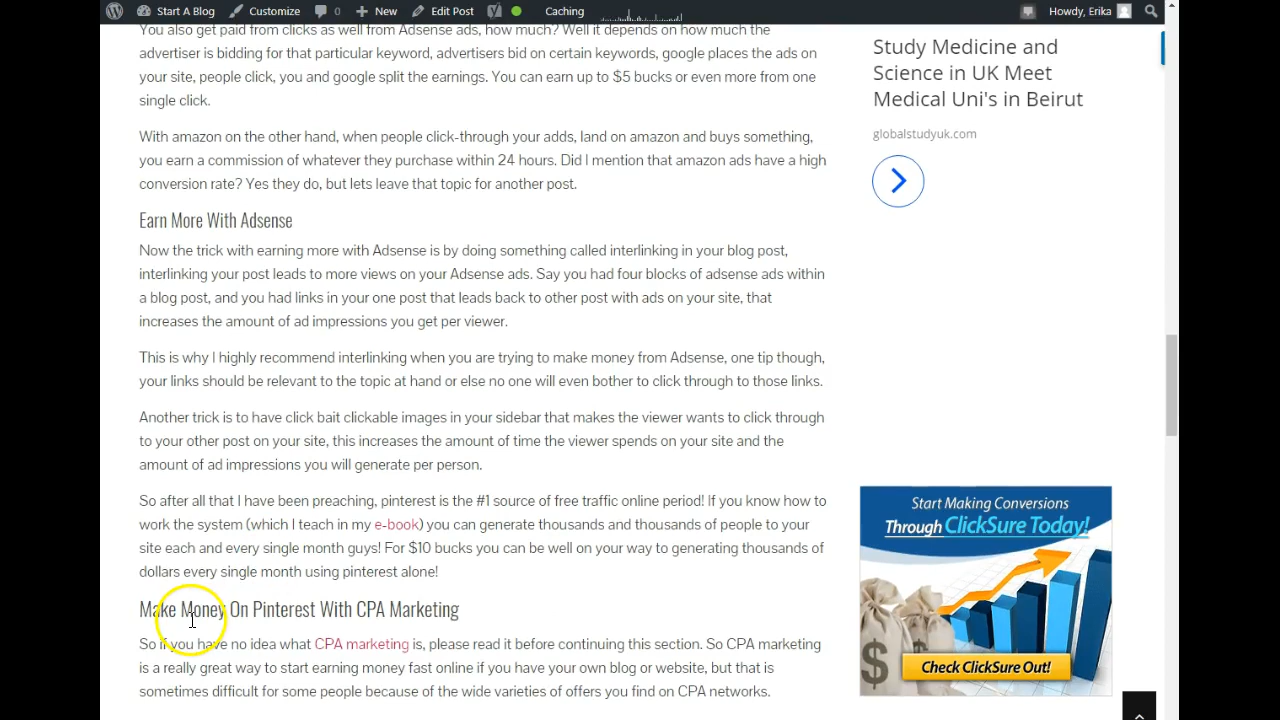 Start A Blog
Customize
0
New
Edit Post
Caching
Howdy, Erika
You also get paid from clicks as well from Adsense ads, how much? Well it depends on how much the
advertiser is bidding for that particular keyword, advertisers bid on certain keywords, google places the ads on
your site, people click, you and google split the earnings. You can earn up to $5 bucks or even more from one
single click.
With amazon on the other hand, when people click-through your adds, land on amazon and buys something,
you earn a commission of whatever they purchase within 24 hours. Did I mention that amazon ads have a high
conversion rate? Yes they do, but lets leave that topic for another post.
Earn More With Adsense
Now the trick with earning more with Adsense is by doing something called interlinking in your blog post,
interlinking your post leads to more views on your Adsense ads. Say you had four blocks of adsense ads within
a blog post, and you had links in your one post that leads back to other post with ads on your site, that
increases the amount of ad impressions you get per viewer.
This is why I highly recommend interlinking when you are trying to make money from Adsense, one tip though,
your links should be relevant to the topic at hand or else no one will even bother to click through to those links.
Another trick is to have click bait clickable images in your sidebar that makes the viewer wants to click through
to your other post on your site, this increases the amount of time the viewer spends on your site and the
amount of ad impressions you will generate per person.
So after all that I have been preaching, pinterest is the #1 source of free traffic online period! If you know how to
work the system (which I teach in my e-book) you can generate thousands and thousands of people to your
site each and every single month guys! For $10 bucks you can be well on your way to generating thousands of
dollars every single month using pinterest alone!
Make Money On Pinterest With CPA Marketing
So if you have no idea what CPA marketing is, please read it before continuing this section. So CPA marketing
is a really great way to start earning money fast online if you have your own blog or website, but that is
sometimes difficult for some people because of the wide varieties of offers you find on CPA networks.
Study Medicine and
Science in UK Meet
Medical Uni's in Beirut
globalstudyuk.com
Start Making Conversions
Through ClickSure Today!
$ $
Check ClickSure Out!